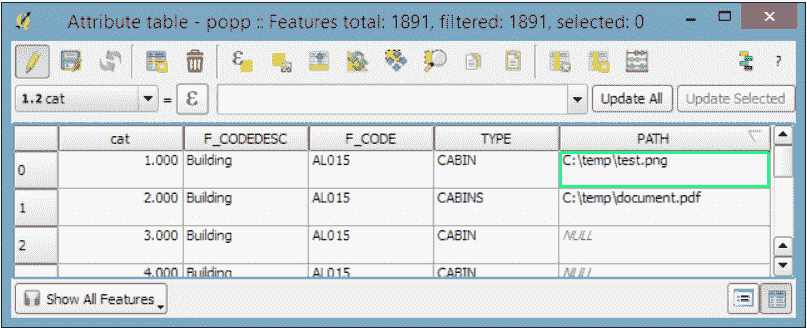 Attribute table - popp :: Features total: 1891, filtered: 1891, selected: 0
1.2 cat = ε Update All Update Selected
cat F_CODEDESC F_CODE TYPE PATH
0 1.000 Building AL015 CABIN C:\temp\test.png
1 2.000 Building AL015 CABINS C:\temp\document.pdf
2 3.000 Building AL015 CABIN NULL
4.000 Building AL015 CABIN NULL
Show All Features